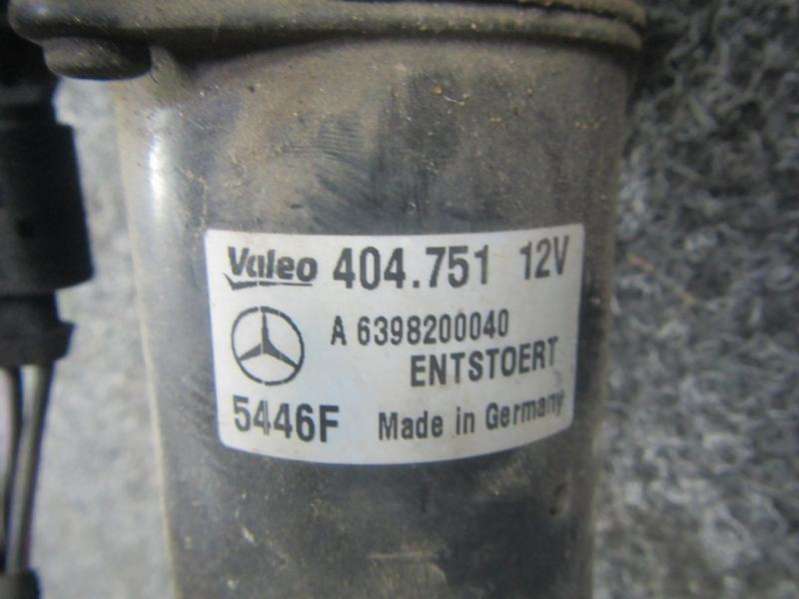 Valeo 404.751 12V
A 6398200040
ENTSTOERT
5446F Made in Germany